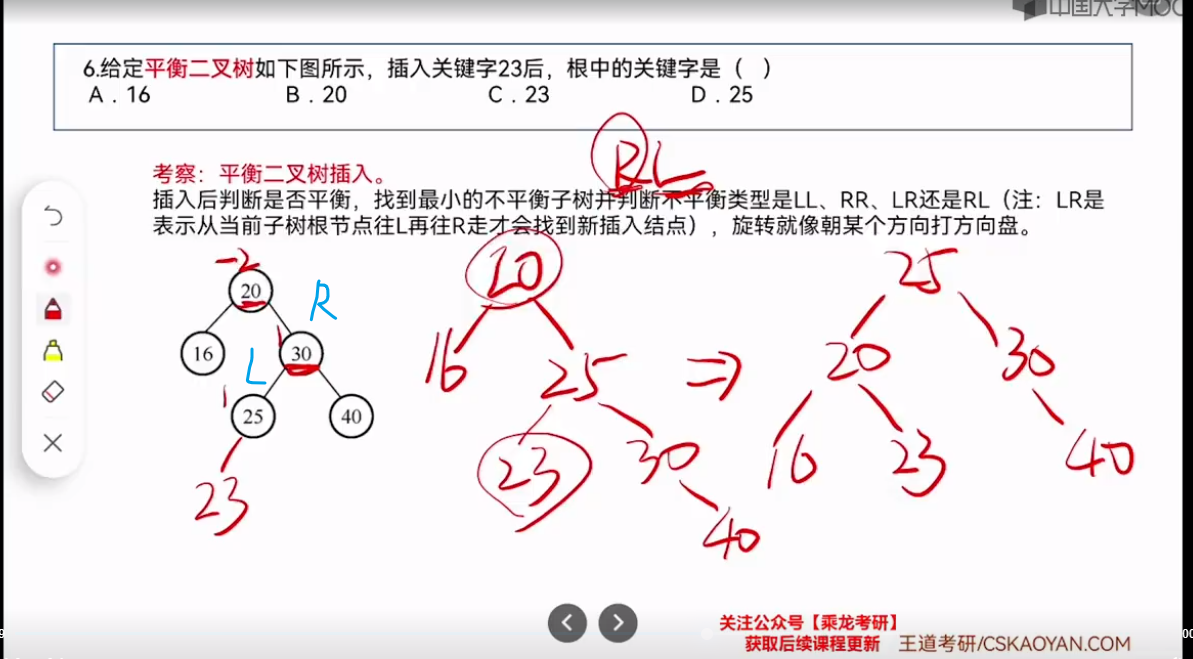 中国大学MOOC
6.给定平衡二叉树如下图所示，插入关键字23后，根中的关键字是（  ）
A．16 B．20 C．23 D．25
RL
考察：平衡二叉树插入。
插入后判断是否平衡，找到最小的不平衡子树并判断不平衡类型是LL、RR、LR还是RL（注：LR是
表示从当前子树根节点往L再往R走才会找到新插入结点），旋转就像朝某个方向打方向盘。
-2
20
R
16
1
30
L
1
25
40
23
20
16
25
23
30
40
⇒
25
20
30
16
23
40
关注公众号【乘龙考研】
获取后续课程更新
王道考研/CSKAOYAN.COM